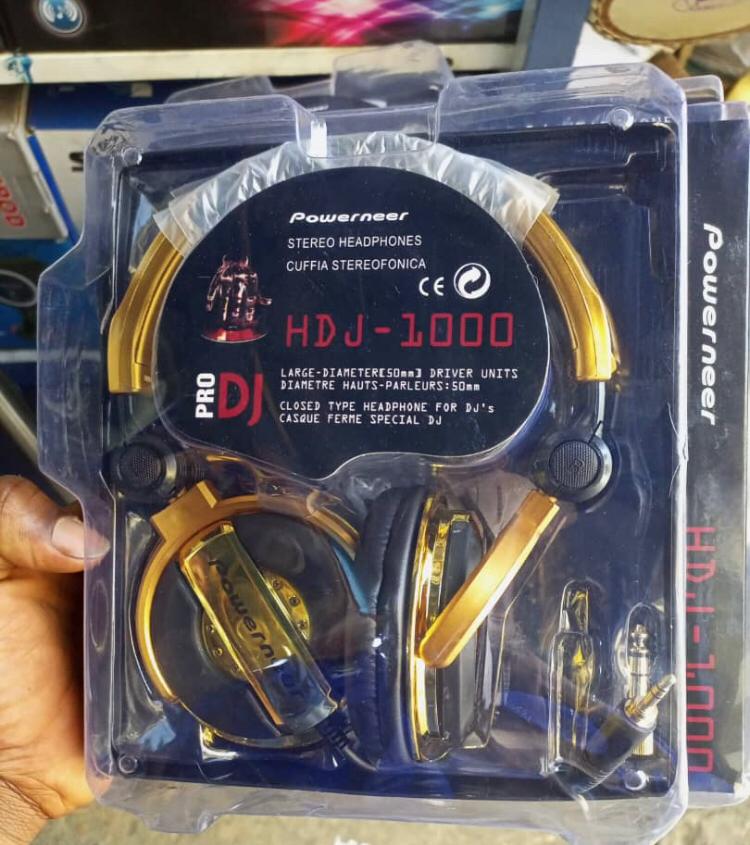 Powerneer
STEREO HEADPHONES
CUFFIA STEREOFONICA
CE
HDJ-1000
PRO DJ
LARGE-DIAMETER[50mm] DRIVER UNITS
DIAMETRE HAUTS-PARLEURS:50mm
CLOSED TYPE HEADPHONE FOR DJ's
CASQUE FERME SPECIAL DJ
Powerneer
Powerneer
HDJ-1000